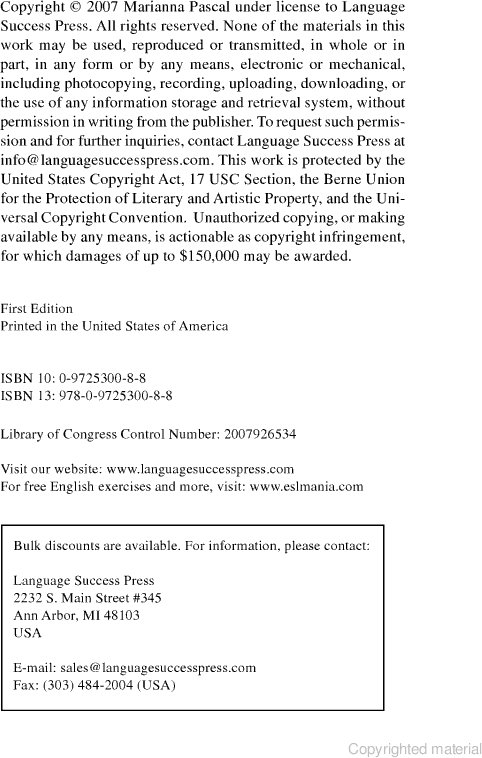 Copyright © 2007 Marianna Pascal under license to Language
Success Press. All rights reserved. None of the materials in this
work may be used, reproduced or transmitted, in whole or in
part, in any form or by any means, electronic or mechanical,
including photocopying, recording, uploading, downloading, or
the use of any information storage and retrieval system, without
permission in writing from the publisher. To request such permis-
sion and for further inquiries, contact Language Success Press at
info@languagesuccesspress.com. This work is protected by the
United States Copyright Act, 17 USC Section, the Berne Union
for the Protection of Literary and Artistic Property, and the Uni-
versal Copyright Convention. Unauthorized copying, or making
available by any means, is actionable as copyright infringement,
for which damages of up to $150,000 may be awarded.
First Edition
Printed in the United States of America
ISBN 10: 0-9725300-8-8
ISBN 13: 978-0-9725300-8-8
Library of Congress Control Number: 2007926534
Visit our website: www.languagesuccesspress.com
For free English exercises and more, visit: www.eslmania.com
Bulk discounts are available. For information, please contact:
Language Success Press
2232 S. Main Street #345
Ann Arbor, MI 48103
USA
E-mail: sales@languagesuccesspress.com
Fax: (303) 484-2004 (USA)
Copyrighted material